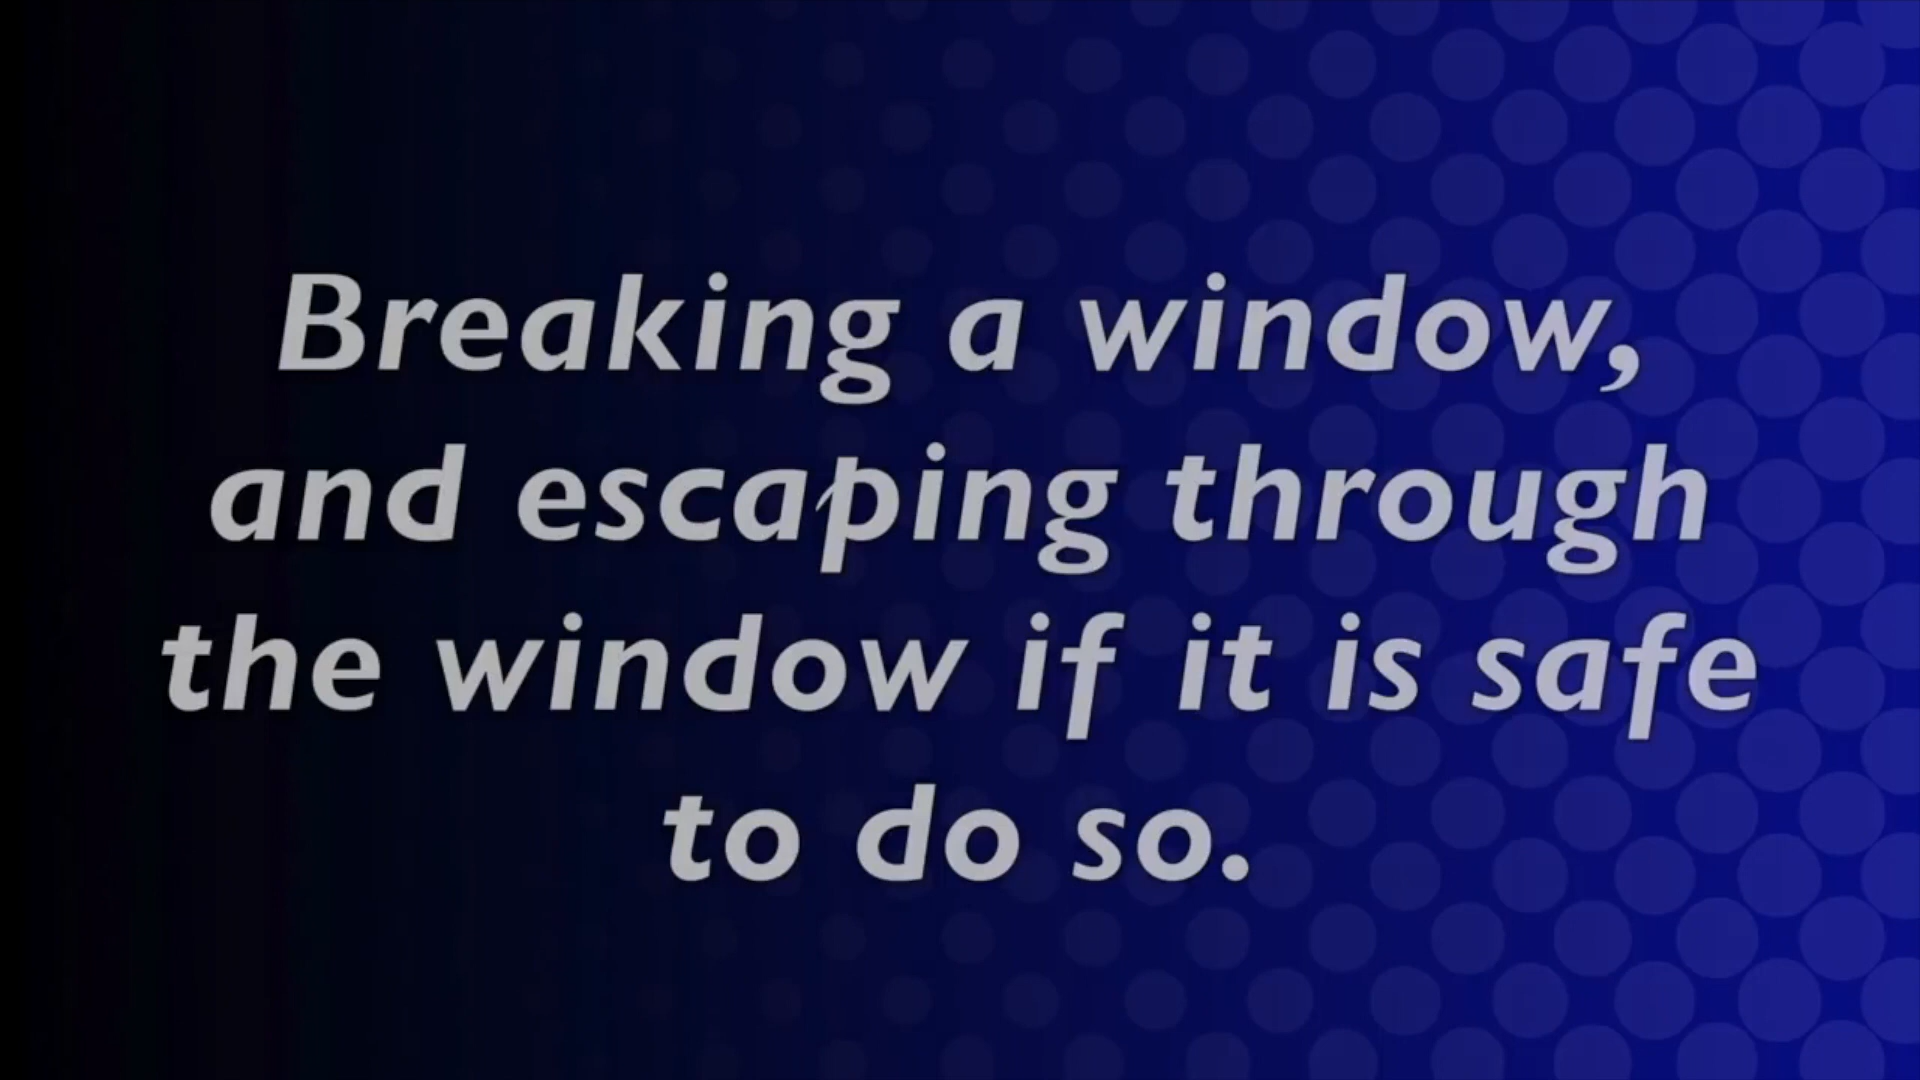 Breaking a window,
and escaping through
the window if it is safe
to do so.